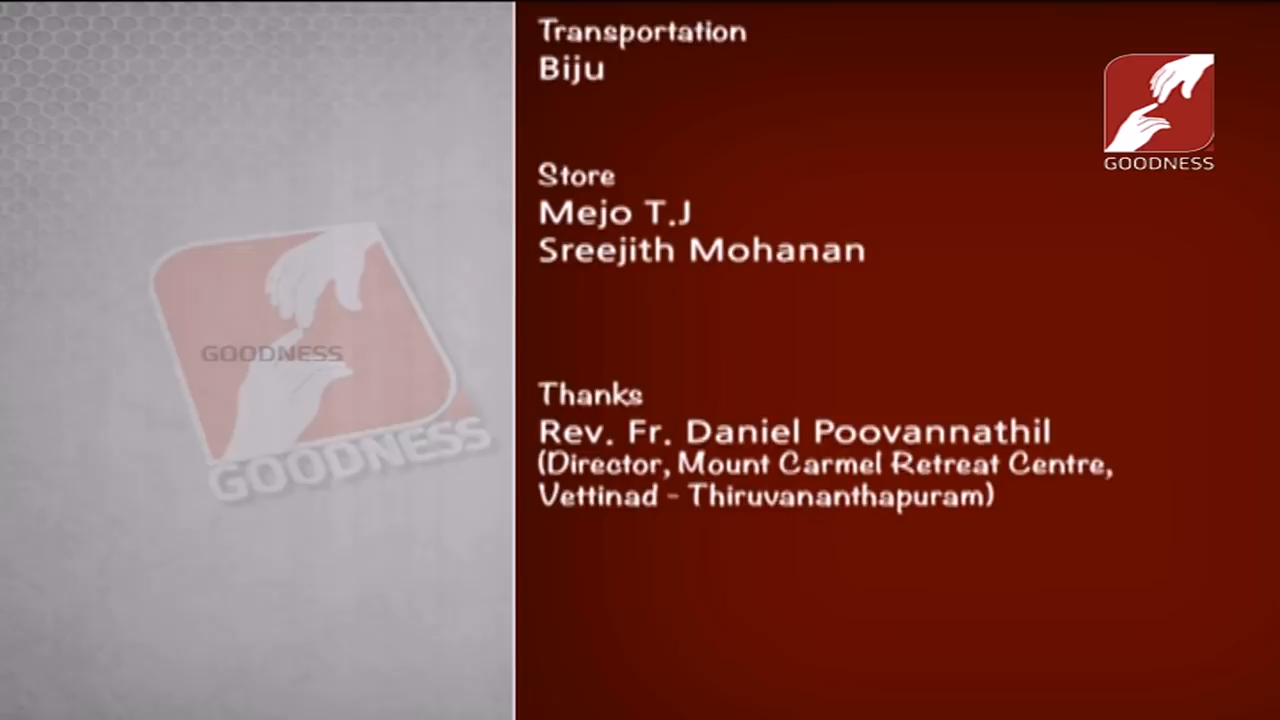 Transportation
Biju
GOODNESS
Store
Mejo T.J
Sreejith Mohanan
GOODNESS
GOODNESS
Thanks
Rev. Fr. Daniel Poovannathil
(Director, Mount Carmel Retreat Centre,
Vettinad - Thiruvananthapuram)